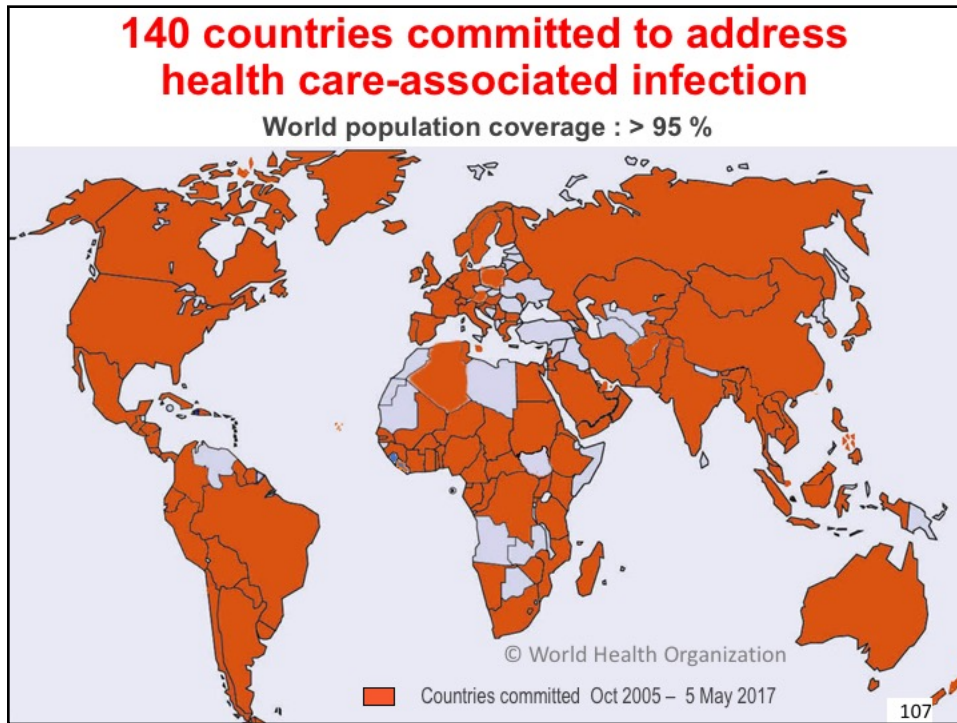 140 countries committed to address
health care-associated infection
World population coverage : > 95 %
© World Health Organization
Countries committed Oct 2005 – 5 May 2017
107